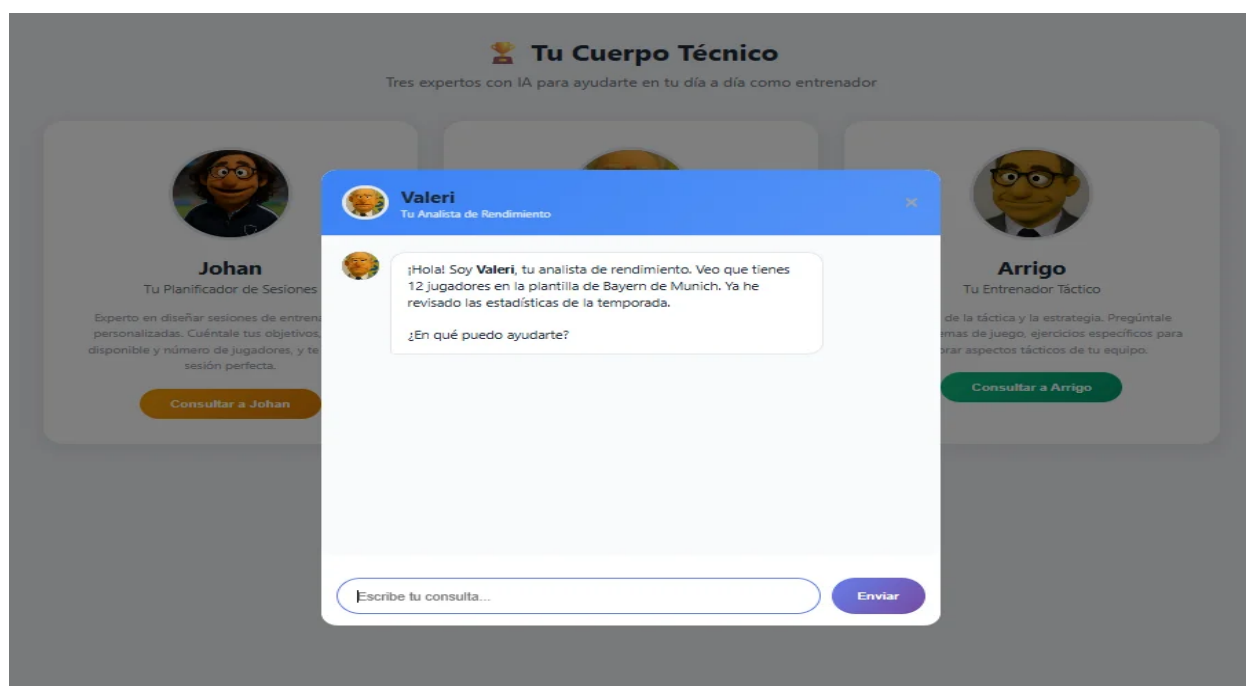 Tu Cuerpo Técnico
Tres expertos con IA para ayudarte en tu día a día como entrenador
Valeri
Tu Analista de Rendimiento
×
¡Hola! Soy Valeri, tu analista de rendimiento. Veo que tienes
12 jugadores en la plantilla de Bayern de Munich. Ya he
revisado las estadísticas de la temporada.
¿En qué puedo ayudarte?
Escribe tu consulta...
Enviar
Johan
Tu Planificador de Sesiones
Experto en diseñar sesiones de entren
personalizadas. Cuéntale tus objetivos,
disponible y número de jugadores, y te
sesión perfecta.
Consultar a Johan
Arrigo
Tu Entrenador Táctico
de la táctica y la estrategia. Pregúntale
mas de juego, ejercicios específicos para
rar aspectos tácticos de tu equipo.
Consultar a Arrigo